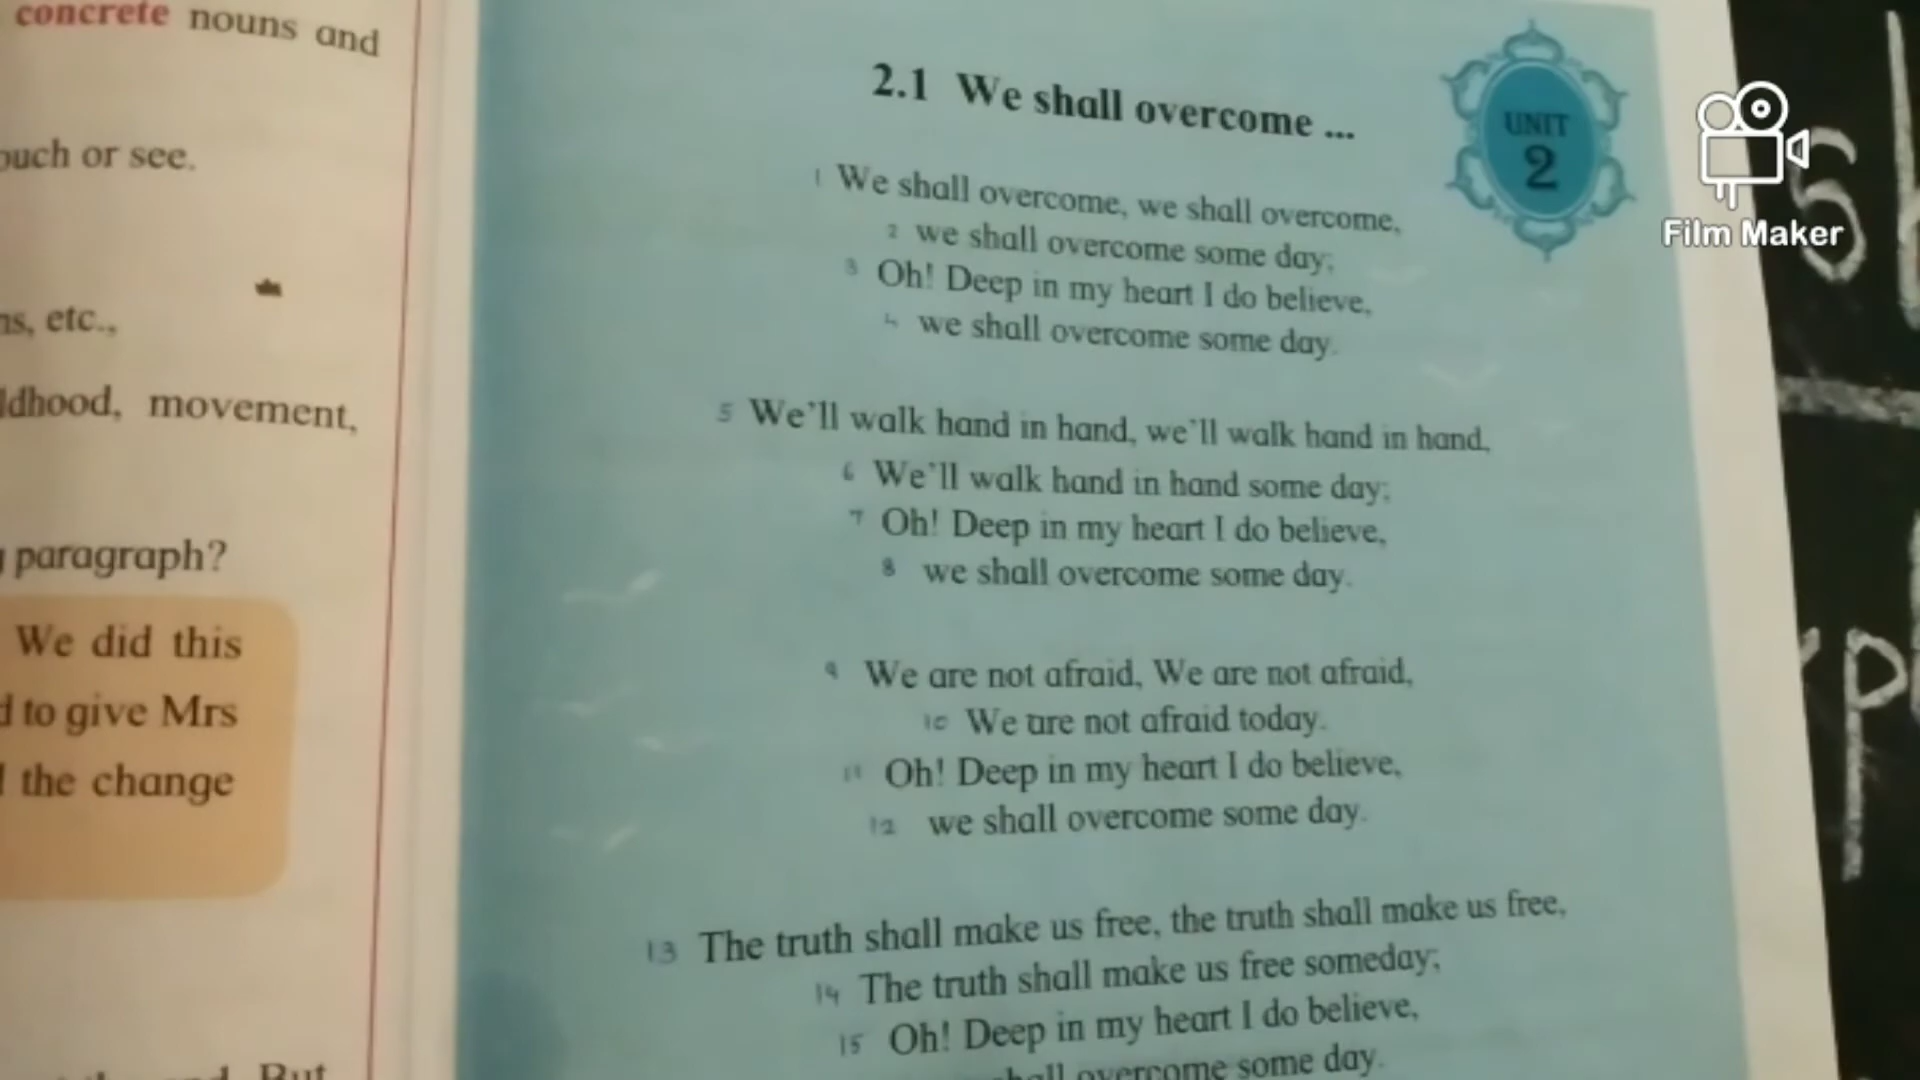 concrete nouns and
or see.
etc.,
movement,
paragraph?
We did this
to give Mrs
the change
But
2.1 We shall overcome ...
UNIT
2
1 We shall overcome, we shall overcome,
2 we shall overcome some day;
3 Oh! Deep in my heart I do believe,
4 we shall overcome some day.
5 We'll walk hand in hand, we'll walk hand in hand,
6 We'll walk hand in hand some day;
7 Oh! Deep in my heart I do believe,
8 we shall overcome some day.
9 We are not afraid, We are not afraid,
10 We are not afraid today.
11 Oh! Deep in my heart I do believe,
12 we shall overcome some day.
13 The truth shall make us free, the truth shall make us free,
14 The truth shall make us free someday;
15 Oh! Deep in my heart I do believe,
overcome some day.
Film Maker